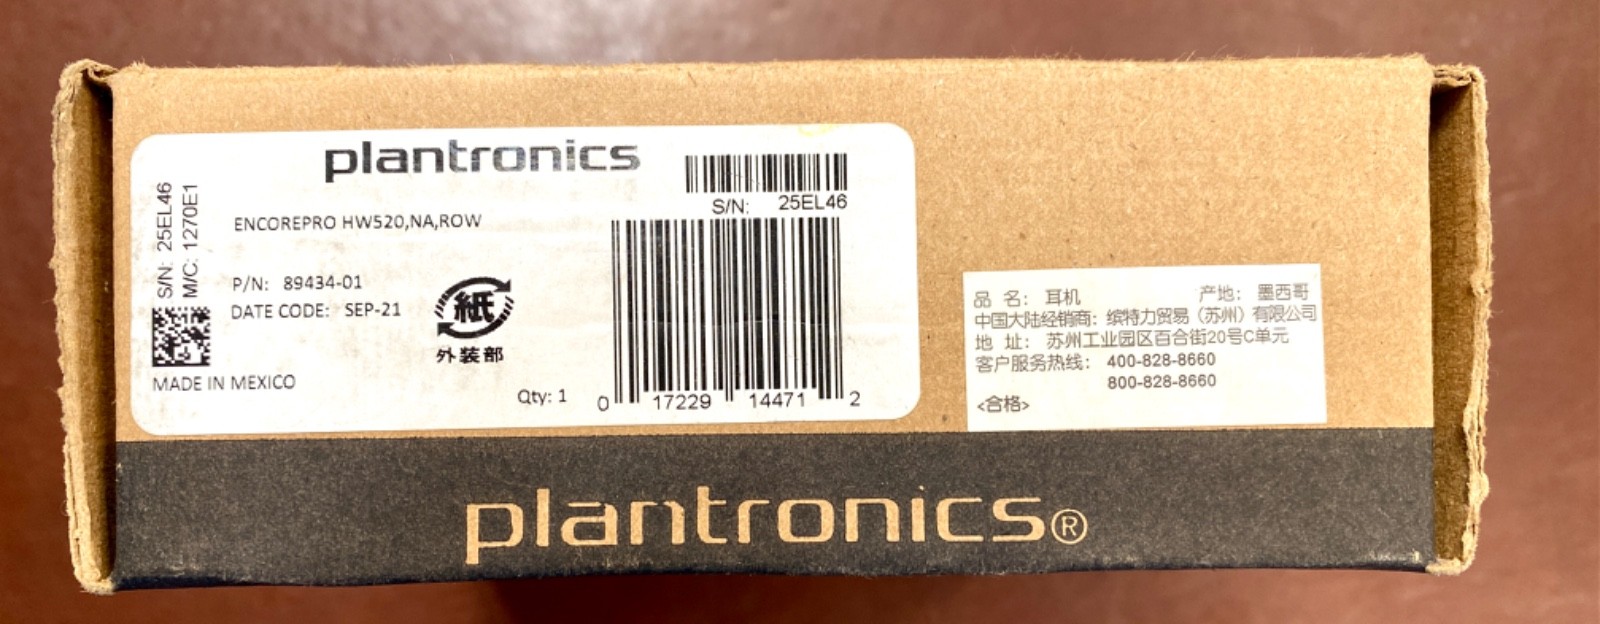 plantronics
S/N: 25EL46
M/C: 1270E1
ENCOREPRO HW520,NA,ROW
S/N: 25EL46
P/N: 89434-01
DATE CODE: SEP-21
紙
外装部
MADE IN MEXICO
Qty: 1
0 17229 14471 2
品 名： 耳机 产地： 墨西哥
中国大陆经销商：缤特力贸易（苏州）有限公司
地 址： 苏州工业园区百合街20号C单元
客户服务热线： 400-828-8660
800-828-8660
<合格>
plantronics®